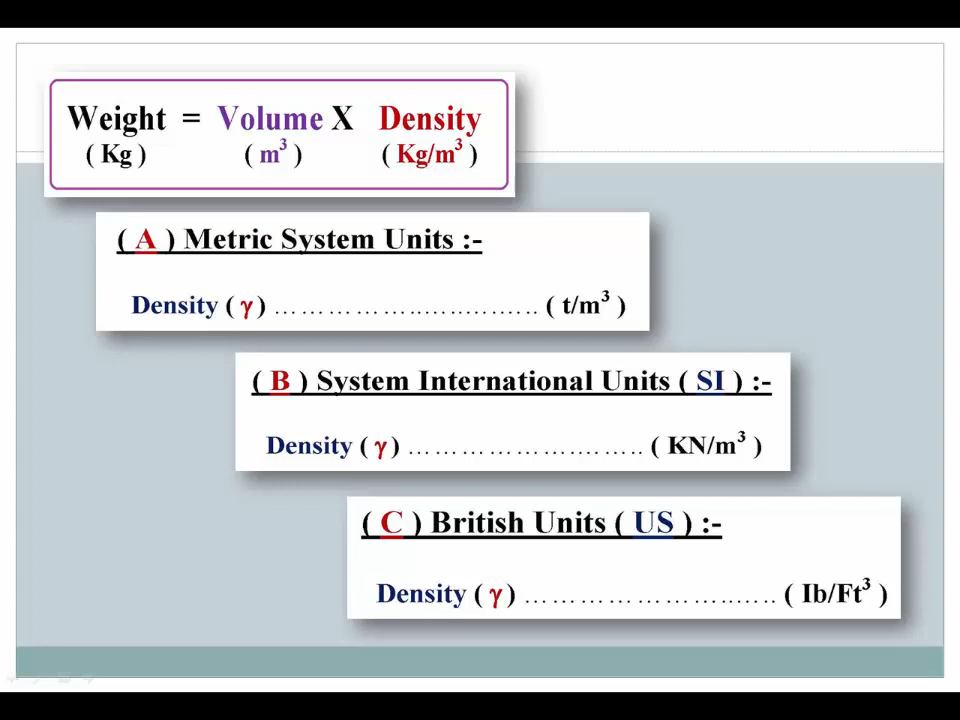 Weight = Volume X Density
( Kg ) ( m³ ) ( Kg/m³ )
( A ) Metric System Units :-
Density ( γ ) ……………..…..…….. ( t/m³ )
( B ) System International Units ( SI ) :-
Density ( γ ) ……………….…….. ( KN/m³ )
( C ) British Units ( US ) :-
Density ( γ ) …………………..….. ( Ib/Ft³ )